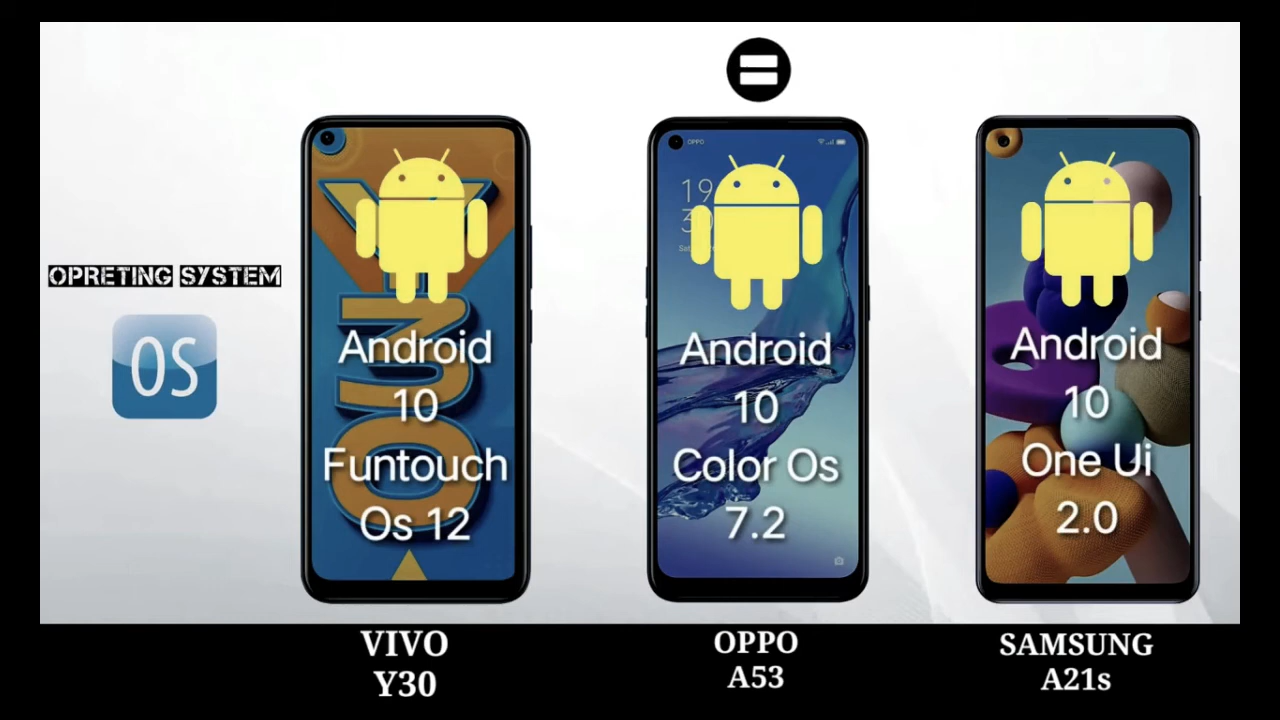 OPRETING SYSTEM
OS
Android
10
Funtouch
Os 12
OPPO
Android
10
Color Os
7.2
Android
10
One Ui
2.0
VIVO
Y30
OPPO
A53
SAMSUNG
A21s